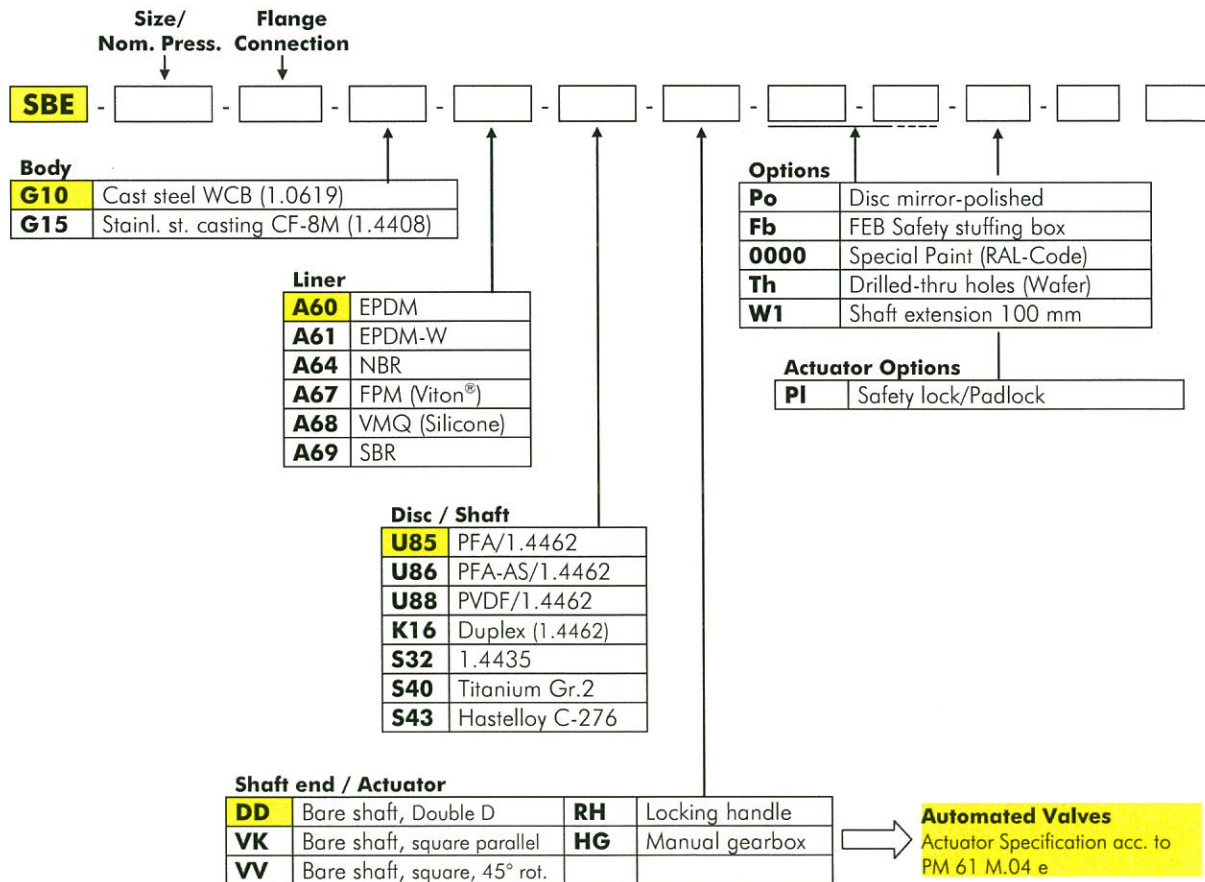 Size/ Flange
Nom. Press. Connection
SBE - - - - - - - - -
Body
G10 Cast steel WCB (1.0619)
G15 Stainl. st. casting CF-8M (1.4408)
Options
Po Disc mirror-polished
Fb FEB Safety stuffing box
0000 Special Paint (RAL-Code)
Th Drilled-thru holes (Wafer)
W1 Shaft extension 100 mm
Liner
A60 EPDM
A61 EPDM-W
A64 NBR
A67 FPM (Viton®)
A68 VMQ (Silicone)
A69 SBR
Actuator Options
Pl Safety lock/Padlock
Disc / Shaft
U85 PFA/1.4462
U86 PFA-AS/1.4462
U88 PVDF/1.4462
K16 Duplex (1.4462)
S32 1.4435
S40 Titanium Gr.2
S43 Hastelloy C-276
Shaft end / Actuator
DD Bare shaft, Double D RH Locking handle
VK Bare shaft, square parallel HG Manual gearbox
VV Bare shaft, square, 45° rot.
Automated Valves
Actuator Specification acc. to
PM 61 M.04 e